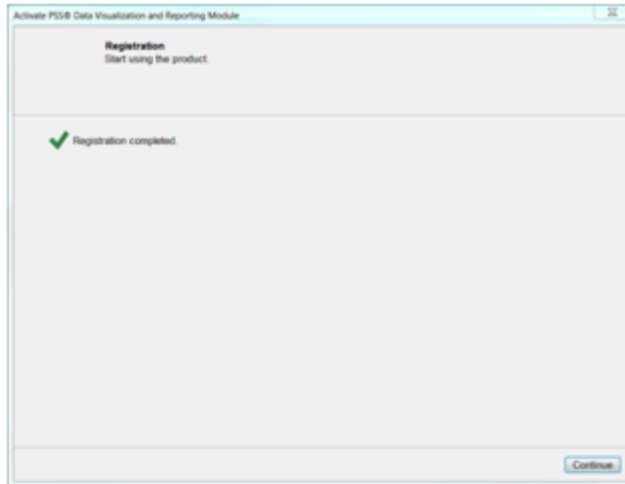 Activate PSS® Data Visualization and Reporting Module
Registration
Start using the product.
Registration completed.
Continue